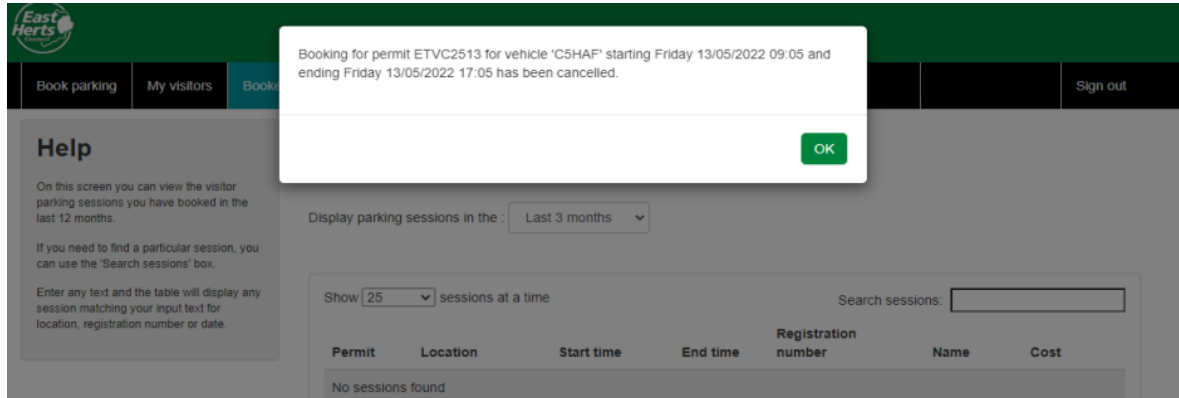 East
Herts
Council
Booking for permit ETVC2513 for vehicle 'C5HAF' starting Friday 13/05/2022 09:05 and
ending Friday 13/05/2022 17:05 has been cancelled.
OK
Book parking My visitors Booke Sign out
Help
On this screen you can view the visitor
parking sessions you have booked in the
last 12 months.
If you need to find a particular session, you
can use the 'Search sessions' box.
Enter any text and the table will display any
session matching your input text for
location, registration number or date.
Display parking sessions in the : Last 3 months
Show 25 sessions at a time
Search sessions:
Permit Location Start time End time Registration number Name Cost
No sessions found